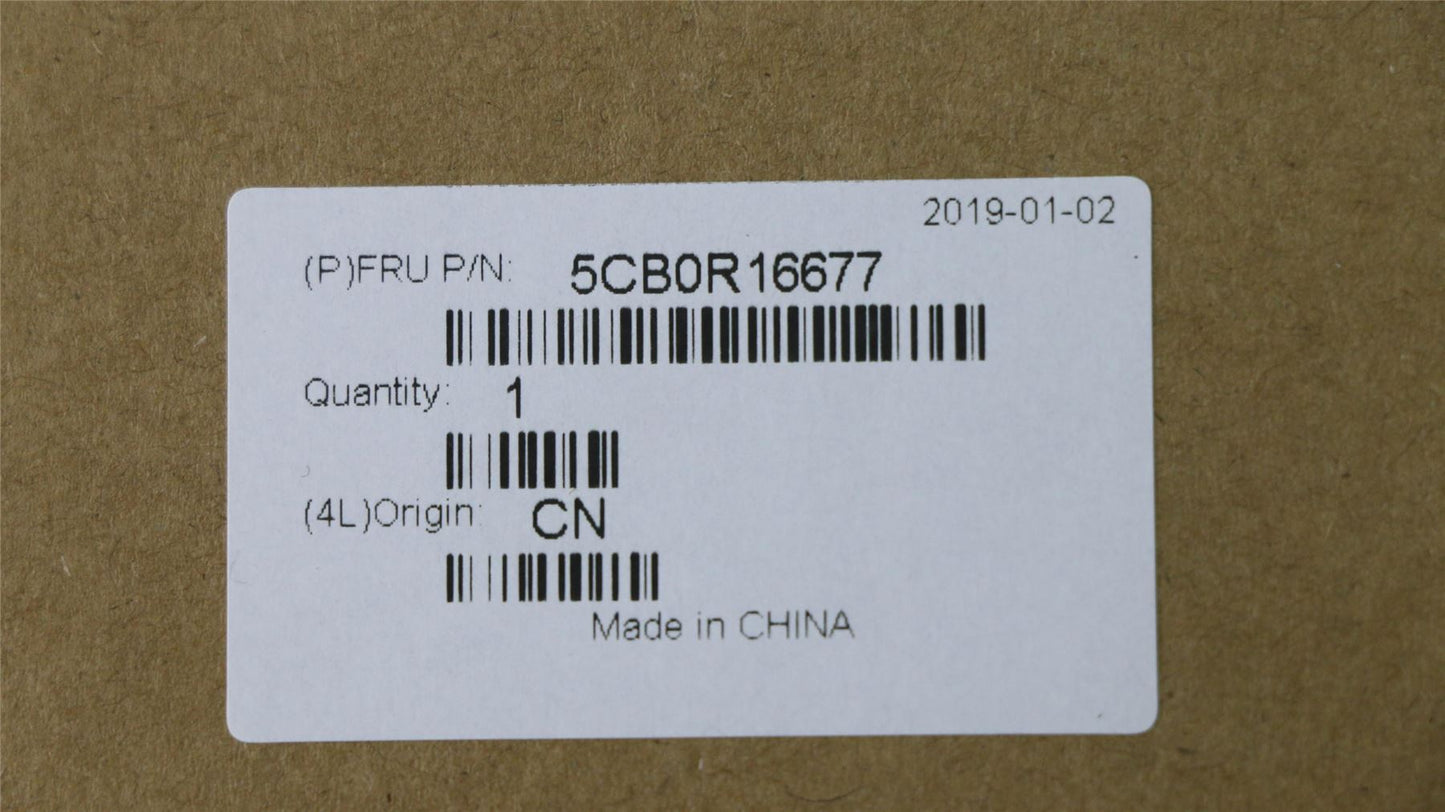 2019-01-02
(P)FRU P/N: 5CB0R16677
Quantity: 1
(4L)Origin: CN
Made in CHINA